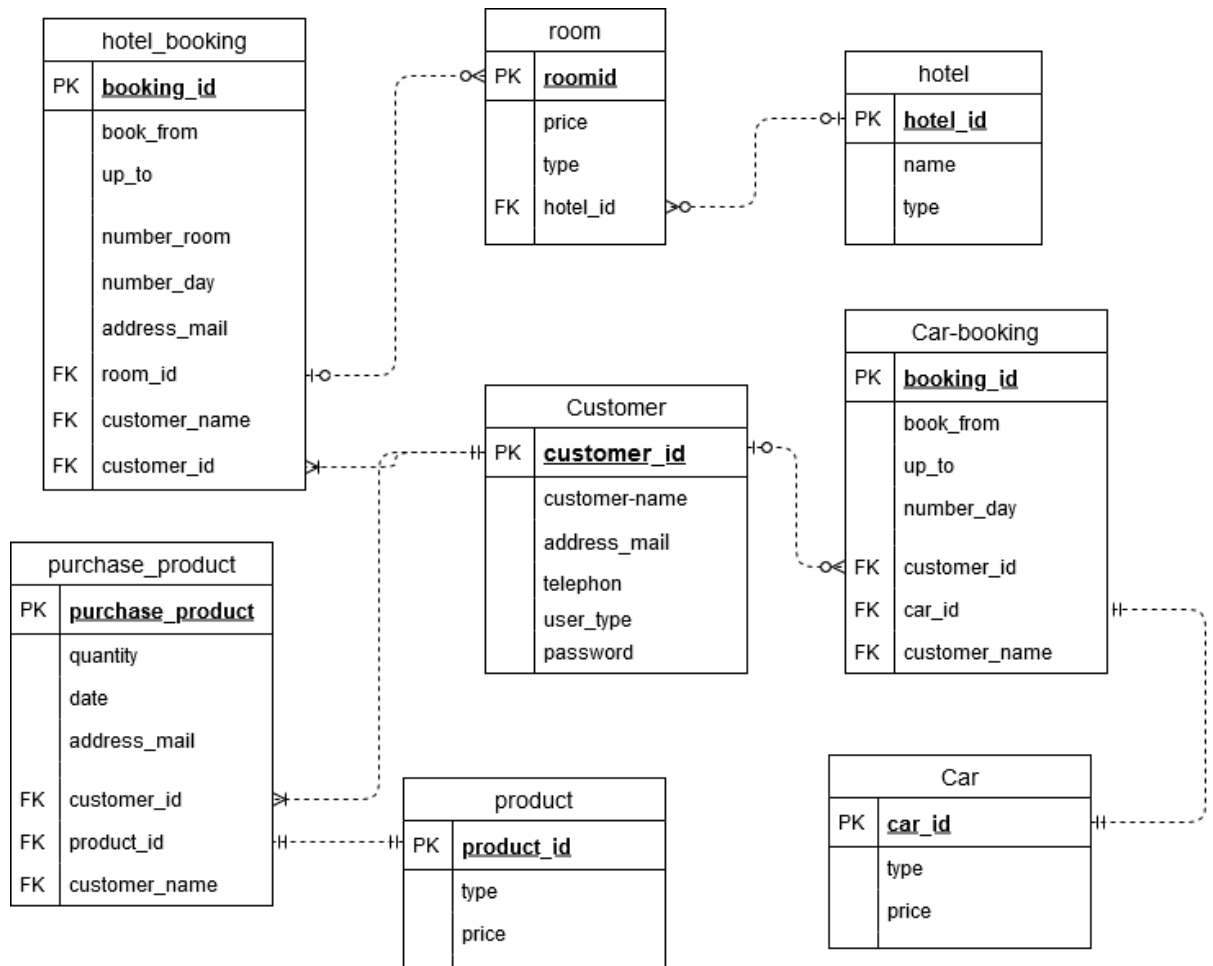 hotel_booking
PK booking_id
book_from
up_to
number_room
number_day
address_mail
FK room_id
FK customer_name
FK customer_id
room
PK roomid
price
type
FK hotel_id
hotel
PK hotel_id
name
type
Customer
PK customer_id
customer-name
address_mail
telephon
user_type
password
Car-booking
PK booking_id
book_from
up_to
number_day
FK customer_id
FK car_id
FK customer_name
purchase_product
PK purchase_product
quantity
date
address_mail
FK customer_id
FK product_id
FK customer_name
product
PK product_id
type
price
Car
PK car_id
type
price